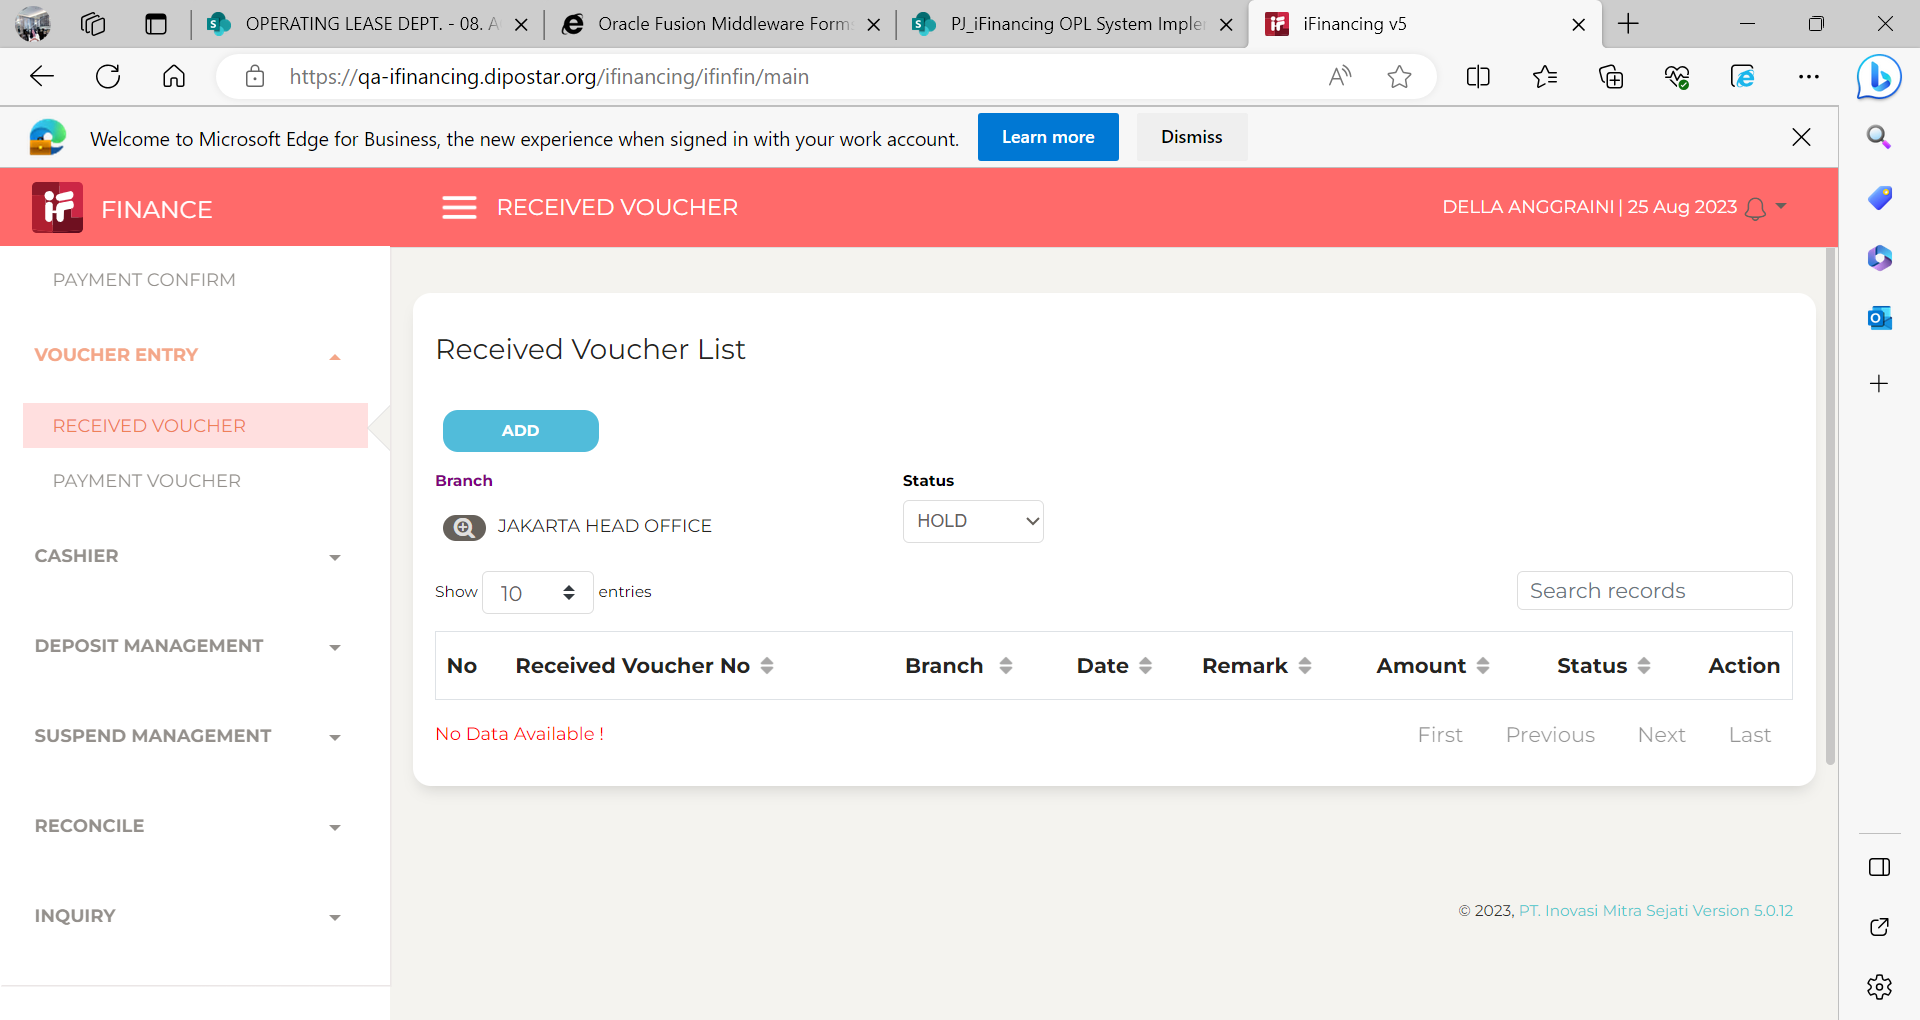 OPERATING LEASE DEPT. - 08. A
Oracle Fusion Middleware Forms
PJ_iFinancing OPL System Imple
iFinancing v5
https://qa-ifinancing.dipostar.org/ifinancing/ifinfin/main
Welcome to Microsoft Edge for Business, the new experience when signed in with your work account.
Learn more
Dismiss
iF
FINANCE
RECEIVED VOUCHER
DELLA ANGGRAINI | 25 Aug 2023
PAYMENT CONFIRM
VOUCHER ENTRY
RECEIVED VOUCHER
PAYMENT VOUCHER
CASHIER
DEPOSIT MANAGEMENT
SUSPEND MANAGEMENT
RECONCILE
INQUIRY
Received Voucher List
ADD
Branch
Status
JAKARTA HEAD OFFICE
HOLD
Show 10 entries
Search records
No Received Voucher No Branch Date Remark Amount Status Action
No Data Available !
First Previous Next Last
© 2023, PT. Inovasi Mitra Sejati Version 5.0.12